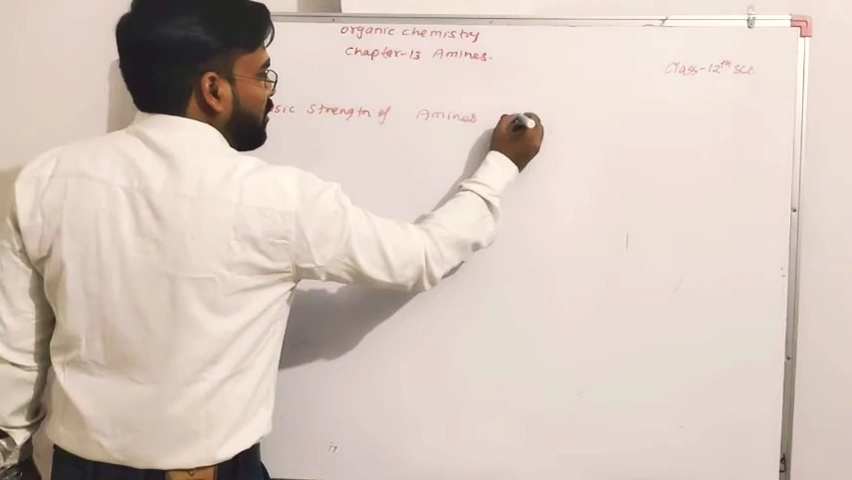 organic chemistry
Chapter-13 Amines.
Class-12th Sci.
sic Strength of Amines